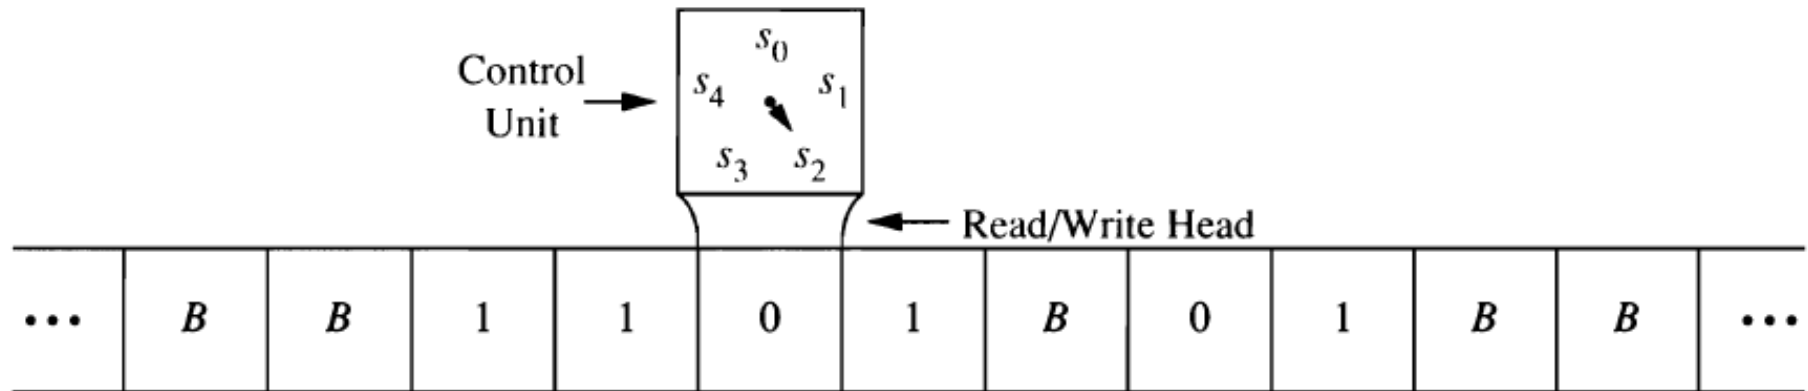 s0
Control
Unit
s4 s1
s3 s2
Read/Write Head
... B B 1 1 0 1 B 0 1 B B ...